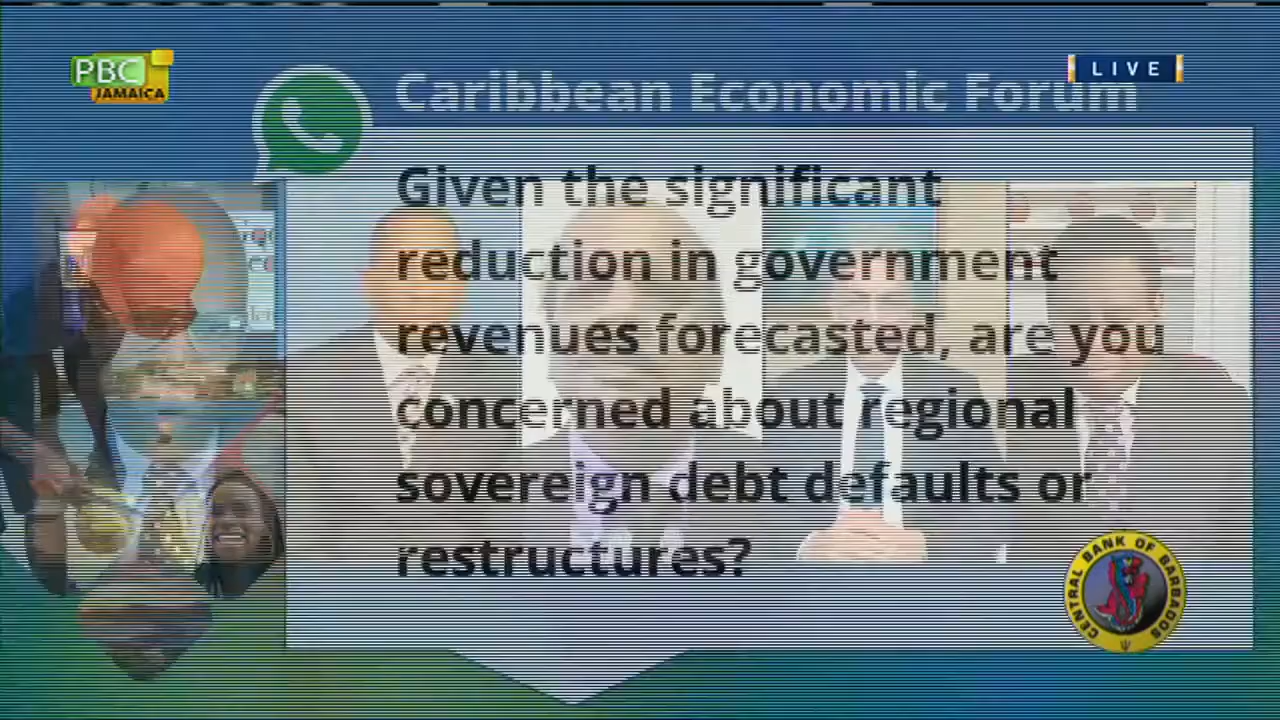 PBC
JAMAICA
LIVE
Caribbean Economic Forum
Given the significant
reduction in government
revenues forecasted, are you
concerned about regional
sovereign debt defaults or
restructures?
CENTRAL BANK OF BARBADOS